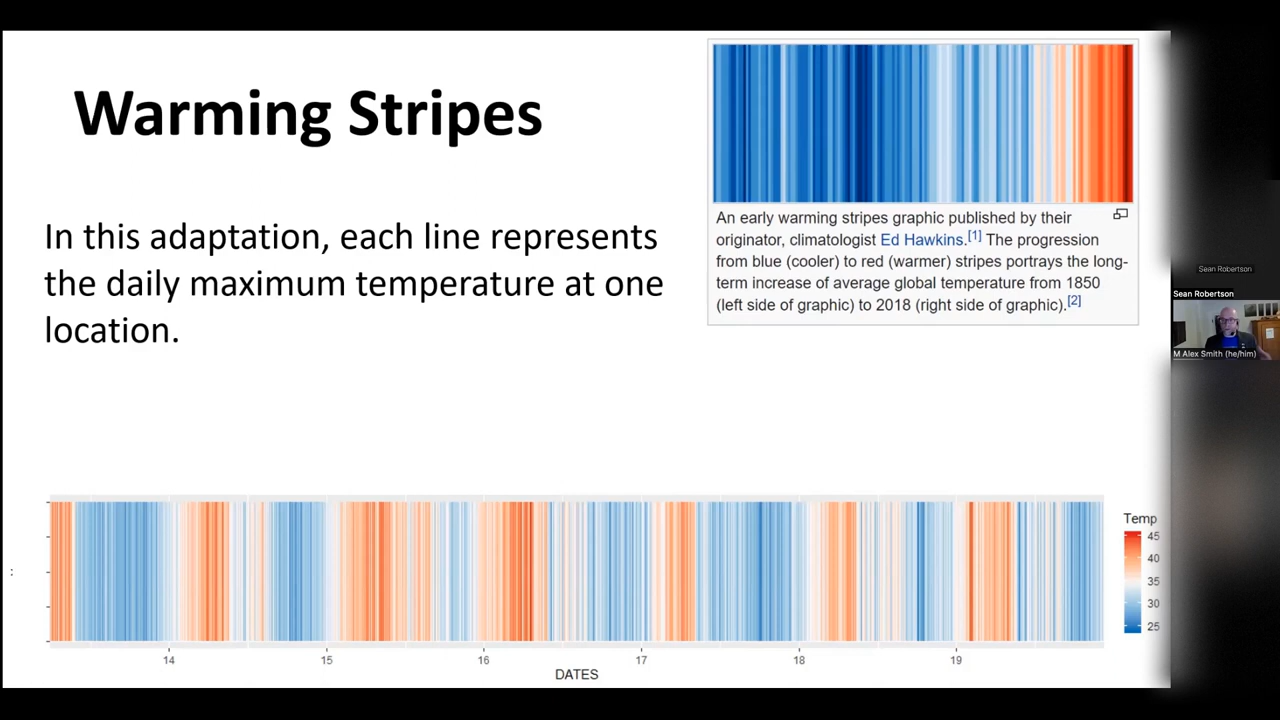 Warming Stripes
In this adaptation, each line represents
the daily maximum temperature at one
location.
An early warming stripes graphic published by their
originator, climatologist Ed Hawkins.[1] The progression
from blue (cooler) to red (warmer) stripes portrays the long-
term increase of average global temperature from 1850
(left side of graphic) to 2018 (right side of graphic).[2]
Sean Robertson
Sean Robertson
M Alex Smith (he/him)
Temp
45
40
35
30
25
:
14 15 16 17 18 19
DATES